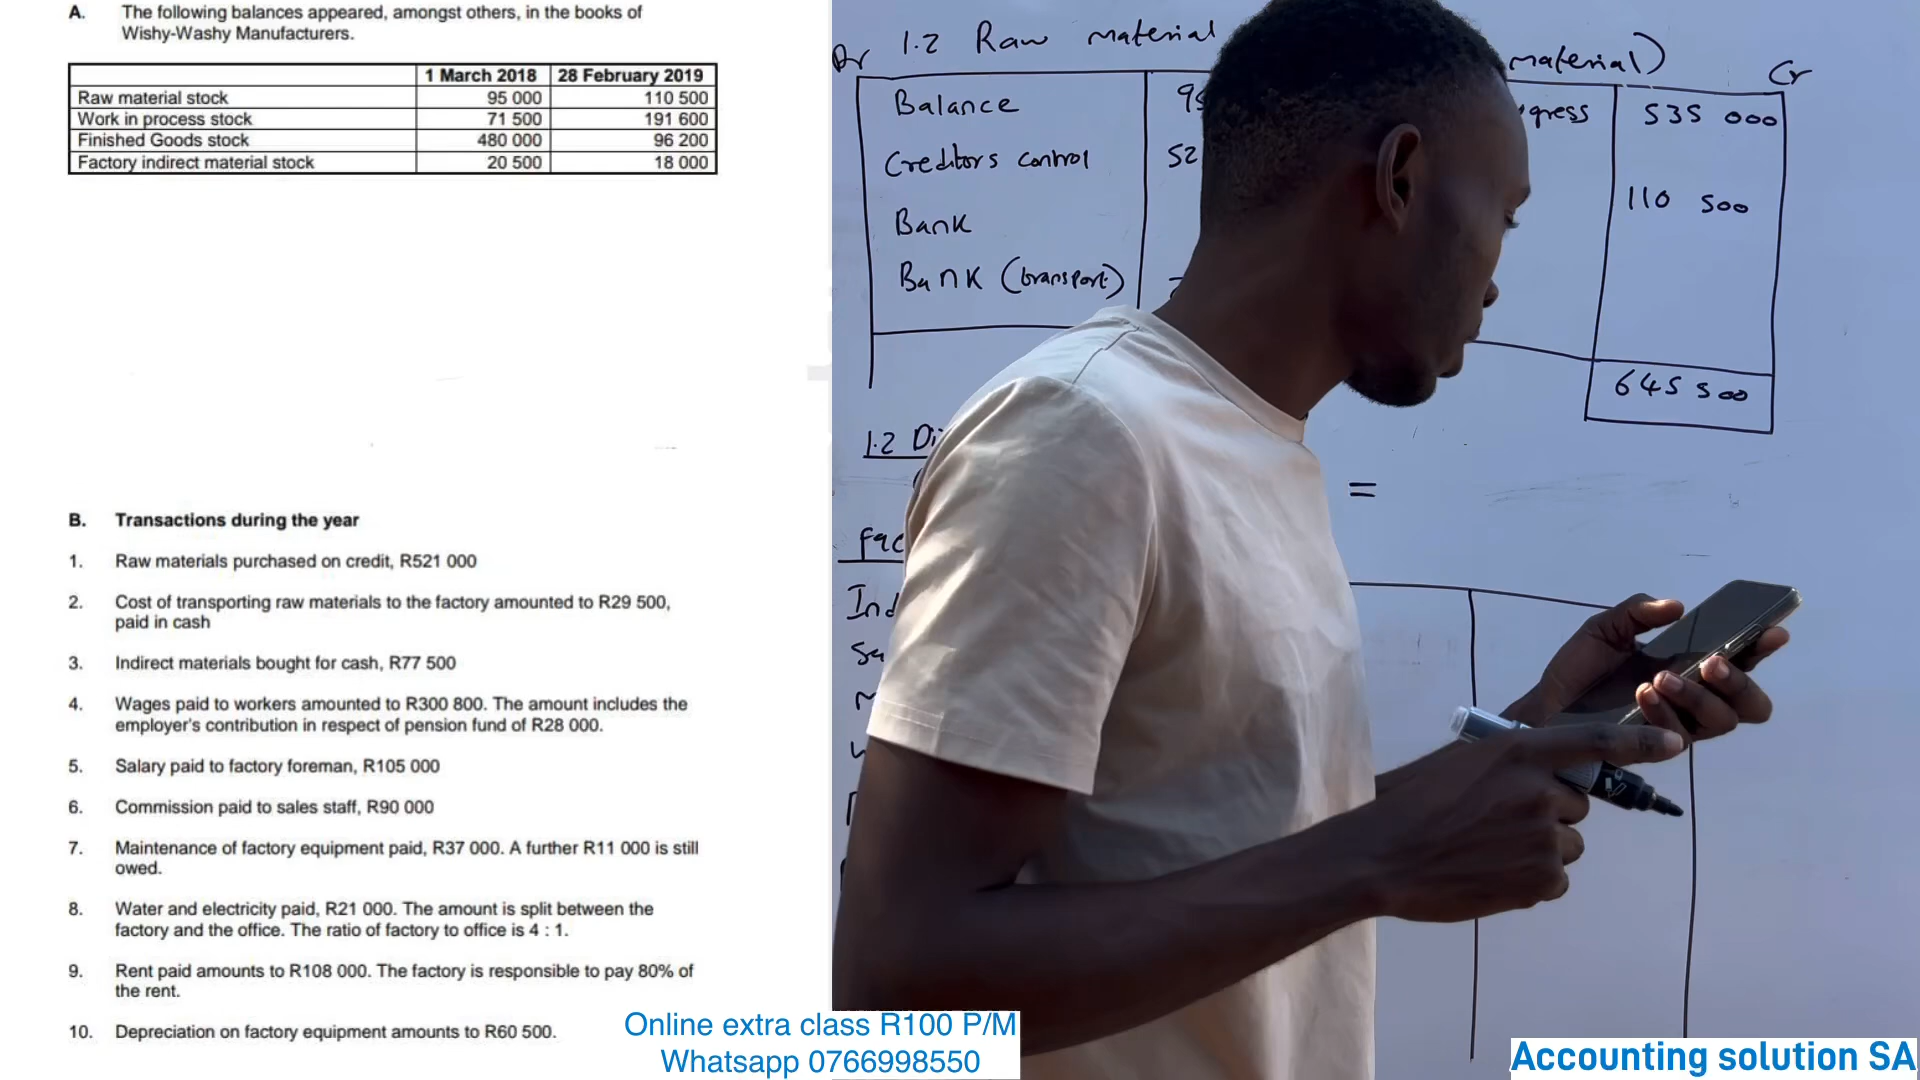 A. The following balances appeared, amongst others, in the books of
Wishy-Washy Manufacturers.
1 March 2018 28 February 2019
Raw material stock 95 000 110 500
Work in process stock 71 500 191 600
Finished Goods stock 480 000 96 200
Factory indirect material stock 20 500 18 000
B. Transactions during the year
1. Raw materials purchased on credit, R521 000
2. Cost of transporting raw materials to the factory amounted to R29 500,
paid in cash
3. Indirect materials bought for cash, R77 500
4. Wages paid to workers amounted to R300 800. The amount includes the
employer's contribution in respect of pension fund of R28 000.
5. Salary paid to factory foreman, R105 000
6. Commission paid to sales staff, R90 000
7. Maintenance of factory equipment paid, R37 000. A further R11 000 is still
owed.
8. Water and electricity paid, R21 000. The amount is split between the
factory and the office. The ratio of factory to office is 4 : 1.
9. Rent paid amounts to R108 000. The factory is responsible to pay 80% of
the rent.
10. Depreciation on factory equipment amounts to R60 500.
Dr 1.2 Raw material material) Cr
Balance 95 gress 535 000
Creditors control 52
110 500
Bank
Bank (transport)
645 500
1.2 Di
=
fac
Ind
Sa
Online extra class R100 P/M
Whatsapp 0766998550
Accounting solution SA